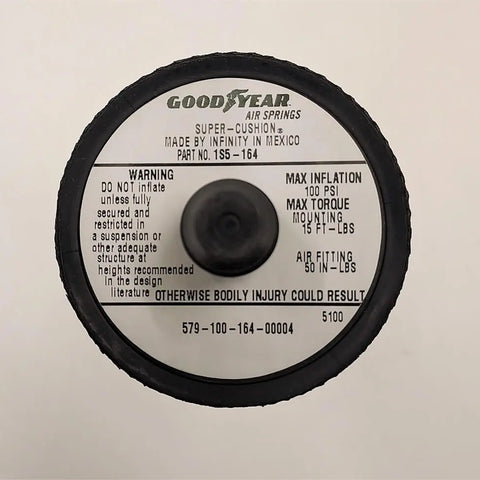 GOODYEAR
AIR SPRINGS
SUPER-CUSHION®
MADE BY INFINITY IN MEXICO
PART NO. 1S5-164
WARNING
DO NOT inflate
unless fully
secured and
restricted in
a suspension or
other adequate
structure at
heights recommended
in the design
literature OTHERWISE BODILY INJURY COULD RESULT
MAX INFLATION
100 PSI
MAX TORQUE
MOUNTING
15 FT-LBS
AIR FITTING
50 IN-LBS
5100
579-100-164-00004